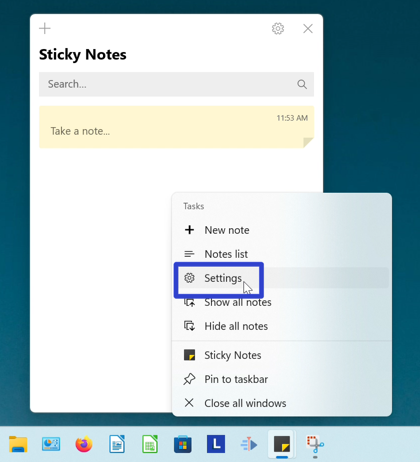 Sticky Notes
Search...
11:53 AM
Take a note...
Tasks
New note
Notes list
Settings
Show all notes
Hide all notes
Sticky Notes
Pin to taskbar
Close all windows
L